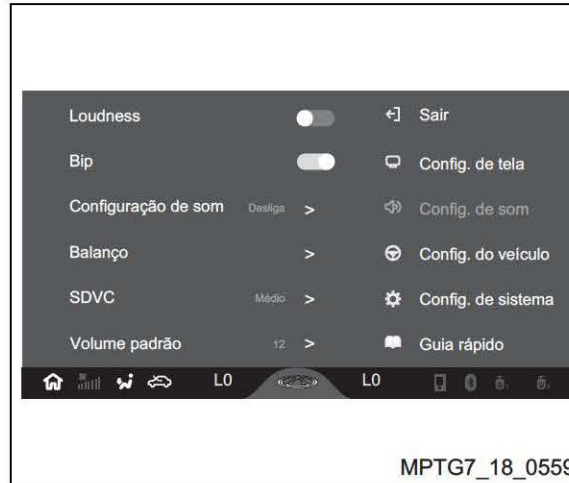 Loudness
Sair
Bip
Config. de tela
Configuração de som Desliga >
Config. de som
Balanço >
Config. do veículo
SDVC Médio >
Config. de sistema
Volume padrão 12 >
Guia rápido
L0 L0
MPTG7_18_0559